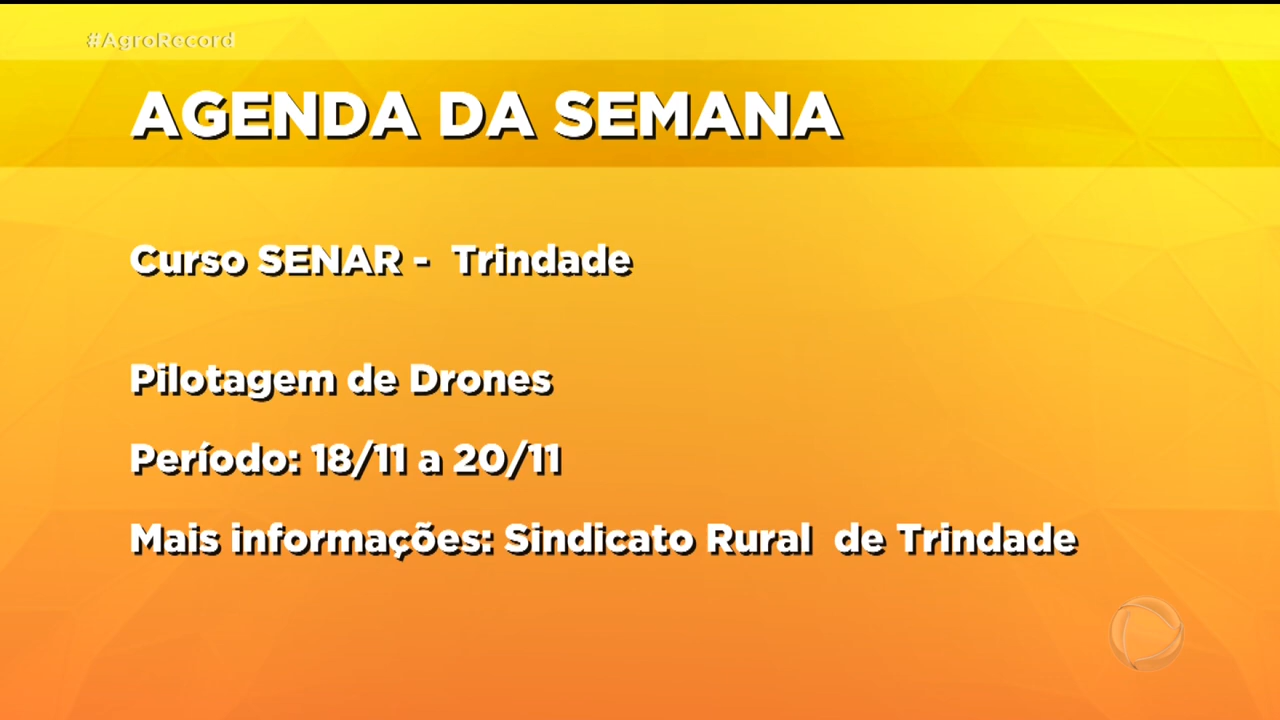 #AgroRecord
AGENDA DA SEMANA
Curso SENAR - Trindade
Pilotagem de Drones
Período: 18/11 a 20/11
Mais informações: Sindicato Rural de Trindade